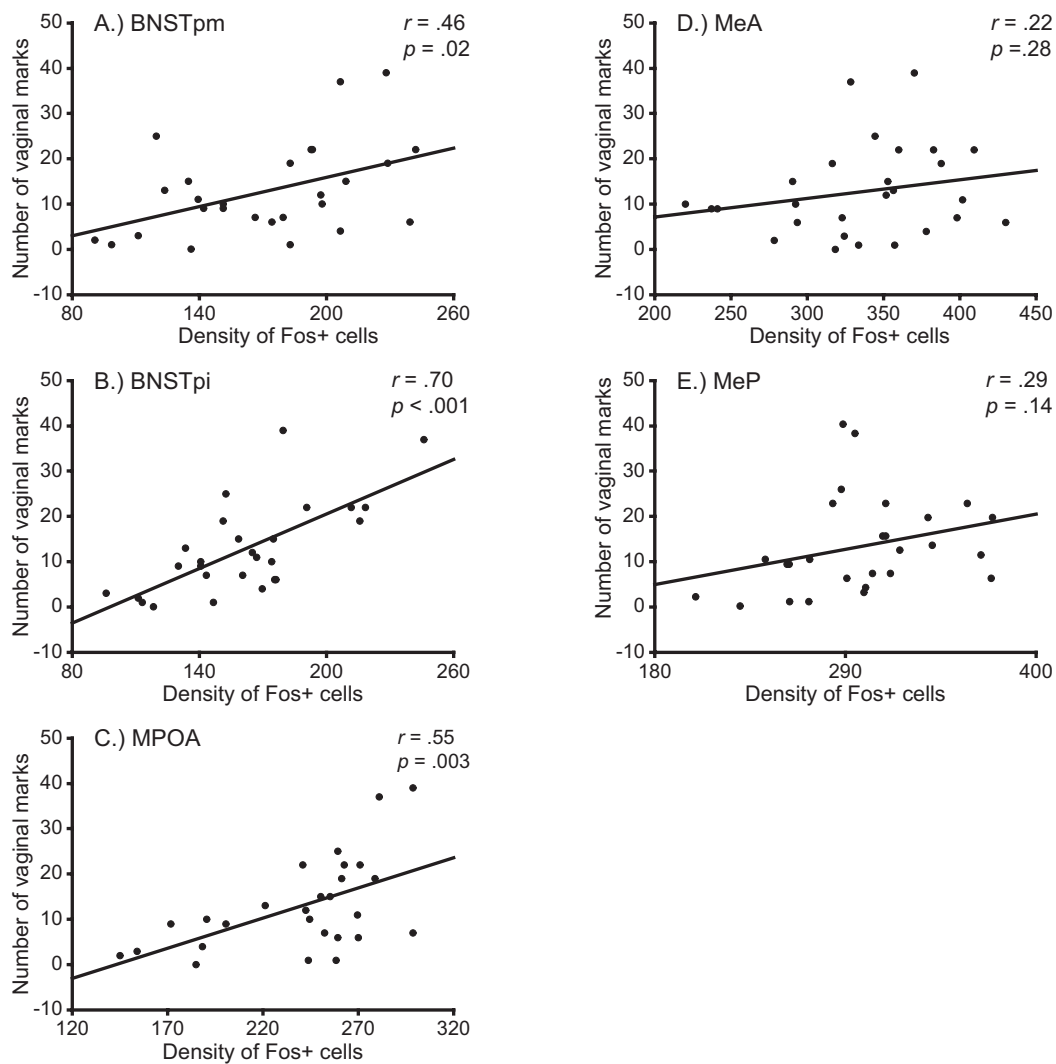 A.) BNSTpm
r = .46
p = .02
Number of vaginal marks
50
40
30
20
10
0
-10
80
140
200
260
Density of Fos+ cells
B.) BNSTpi
r = .70
p < .001
Number of vaginal marks
50
40
30
20
10
0
-10
80
140
200
260
Density of Fos+ cells
C.) MPOA
r = .55
p = .003
Number of vaginal marks
50
40
30
20
10
0
-10
120
170
220
270
320
Density of Fos+ cells
D.) MeA
r = .22
p =.28
Number of vaginal marks
50
40
30
20
10
0
-10
200
250
300
350
400
450
Density of Fos+ cells
E.) MeP
r = .29
p = .14
Number of vaginal marks
50
40
30
20
10
0
-10
180
290
400
Density of Fos+ cells